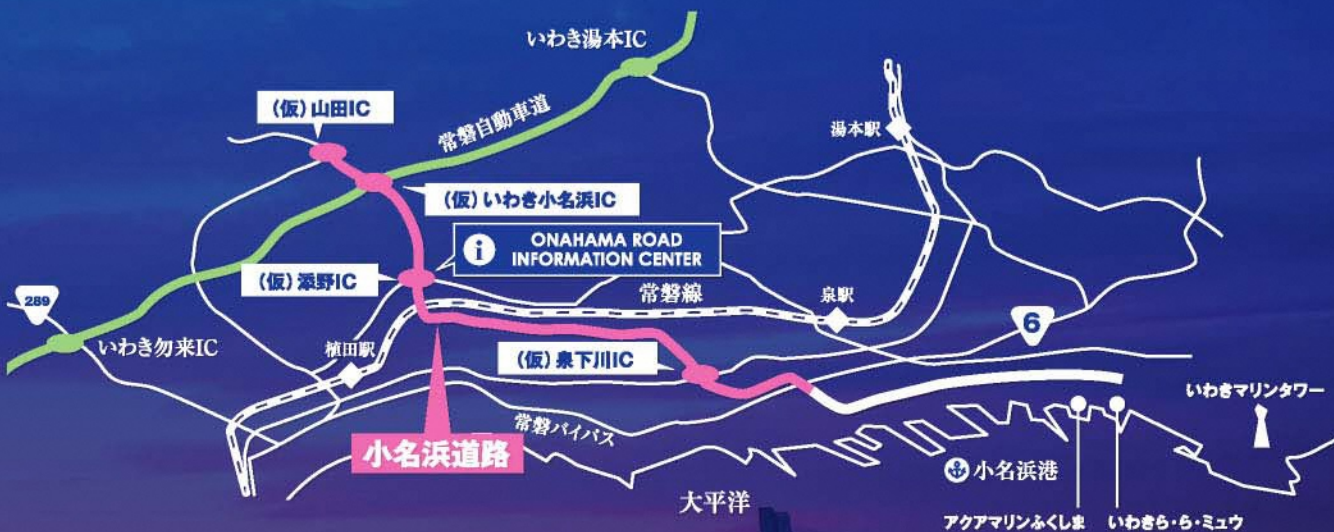 いわき湯本IC
(仮)山田IC
常磐自動車道
湯本駅
(仮)いわき小名浜IC
i
ONAHAMA ROAD
INFORMATION CENTER
(仮)添野IC
常磐線
泉駅
289
6
いわき勿来IC
植田駅
(仮)泉下川IC
いわきマリンタワー
常磐バイパス
小名浜道路
小名浜港
大平洋
アクアマリンふくしま
いわきら・ら・ミュウ